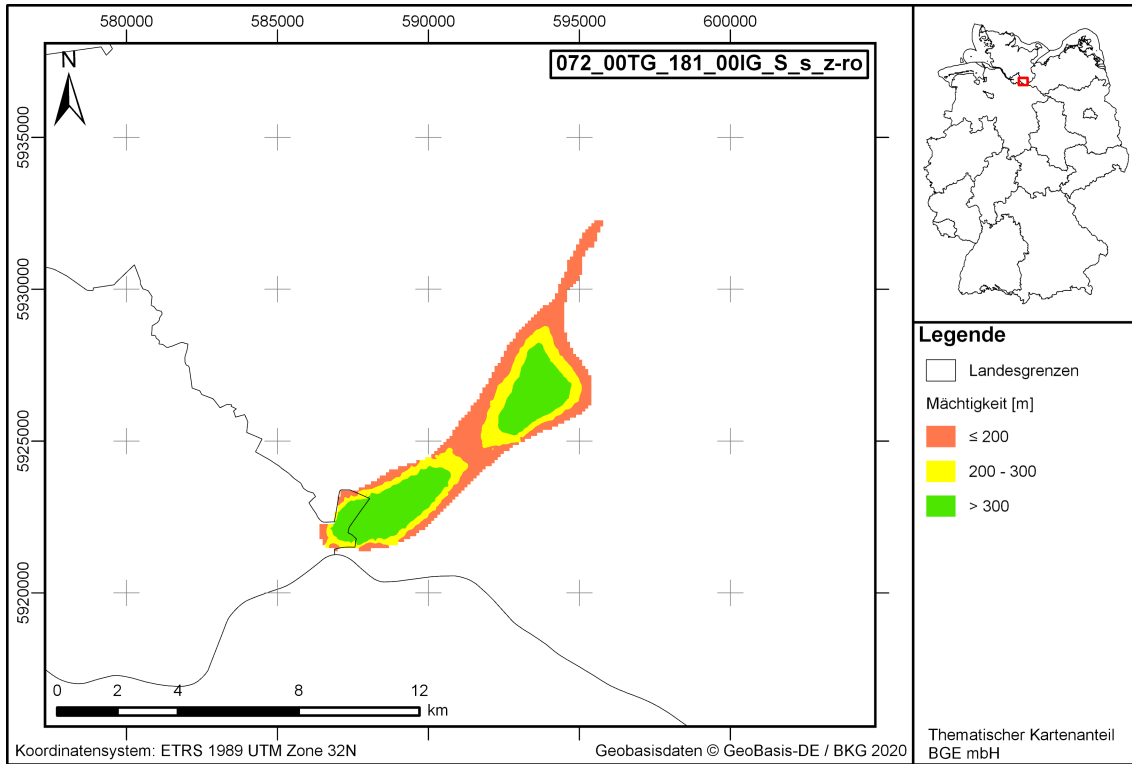 580000 585000 590000 595000 600000
072_00TG_181_00IG_S_s_z-ro
N
5935000
5930000
5925000
5920000
0 2 4 8 12
km
Koordinatensystem: ETRS 1989 UTM Zone 32N
Geobasisdaten © GeoBasis-DE / BKG 2020
Legende
Landesgrenzen
Mächtigkeit [m]
≤ 200
200 - 300
> 300
Thematischer Kartenanteil
BGE mbH